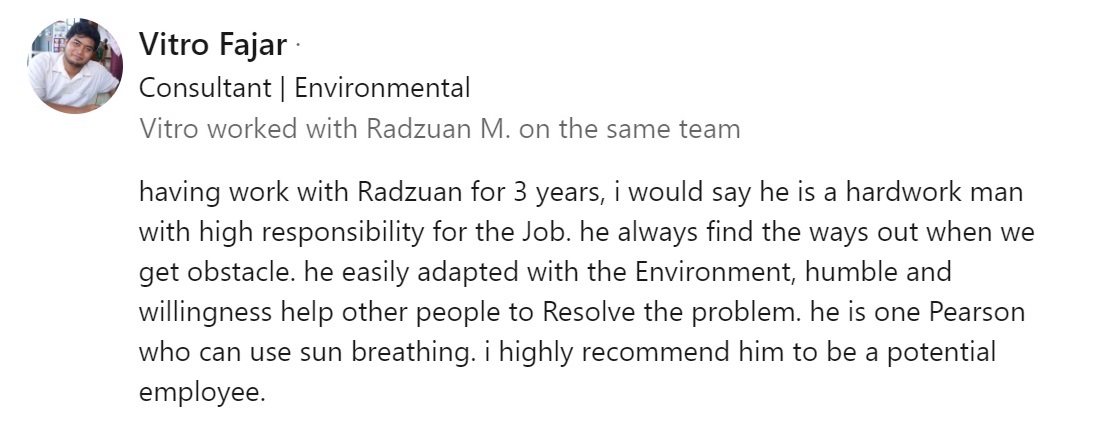 Vitro Fajar ·
Consultant | Environmental
Vitro worked with Radzuan M. on the same team
having work with Radzuan for 3 years, i would say he is a hardwork man
with high responsibility for the Job. he always find the ways out when we
get obstacle. he easily adapted with the Environment, humble and
willingness help other people to Resolve the problem. he is one Pearson
who can use sun breathing. i highly recommend him to be a potential
employee.